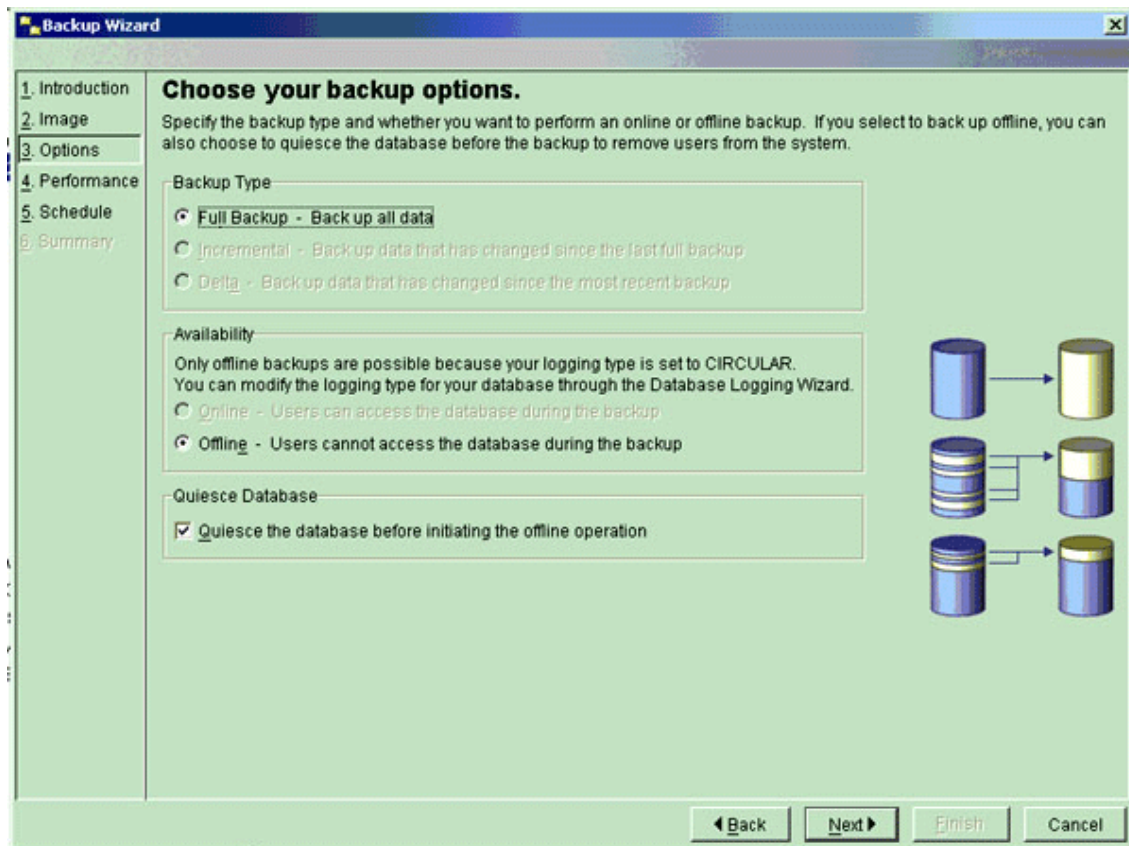 Backup Wizard
1. Introduction
2. Image
3. Options
4. Performance
5. Schedule
6. Summary
Choose your backup options.
Specify the backup type and whether you want to perform an online or offline backup. If you select to back up offline, you can
also choose to quiesce the database before the backup to remove users from the system.
Backup Type
Full Backup - Back up all data
Incremental - Back up data that has changed since the last full backup
Delta - Back up data that has changed since the most recent backup
Availability
Only offline backups are possible because your logging type is set to CIRCULAR.
You can modify the logging type for your database through the Database Logging Wizard.
Online - Users can access the database during the backup
Offline - Users cannot access the database during the backup
Quiesce Database
Quiesce the database before initiating the offline operation
Back
Next
Finish
Cancel